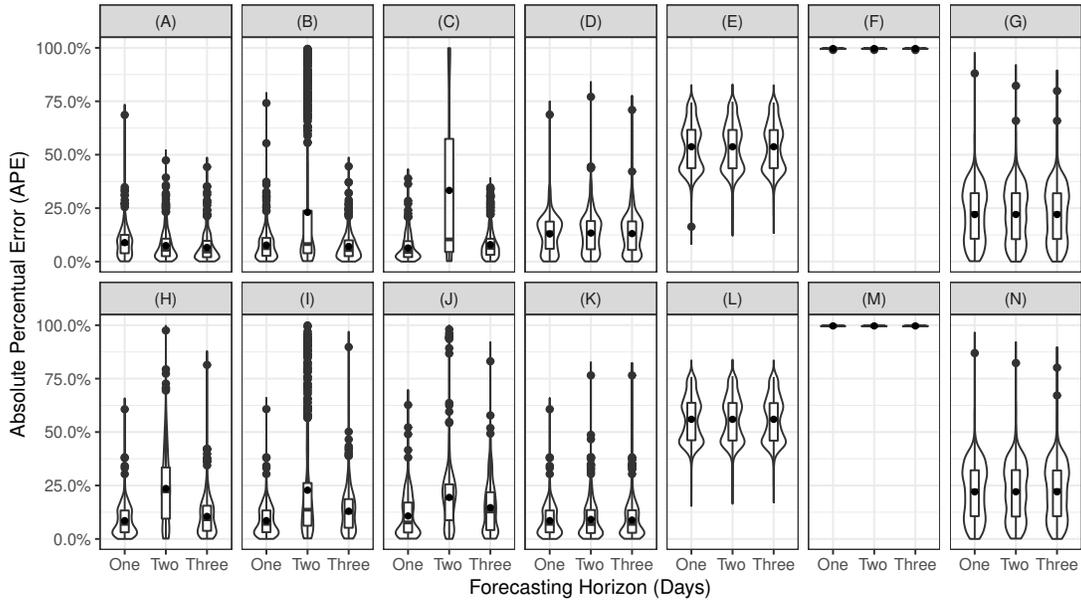 (A) (B) (C) (D) (E) (F) (G)
100.0%
75.0%
50.0%
25.0%
0.0%
(H) (I) (J) (K) (L) (M) (N)
100.0%
75.0%
50.0%
25.0%
0.0%
Absolute Percentual Error (APE)
One Two Three One Two Three One Two Three One Two Three One Two Three One Two Three One Two Three
Forecasting Horizon (Days)